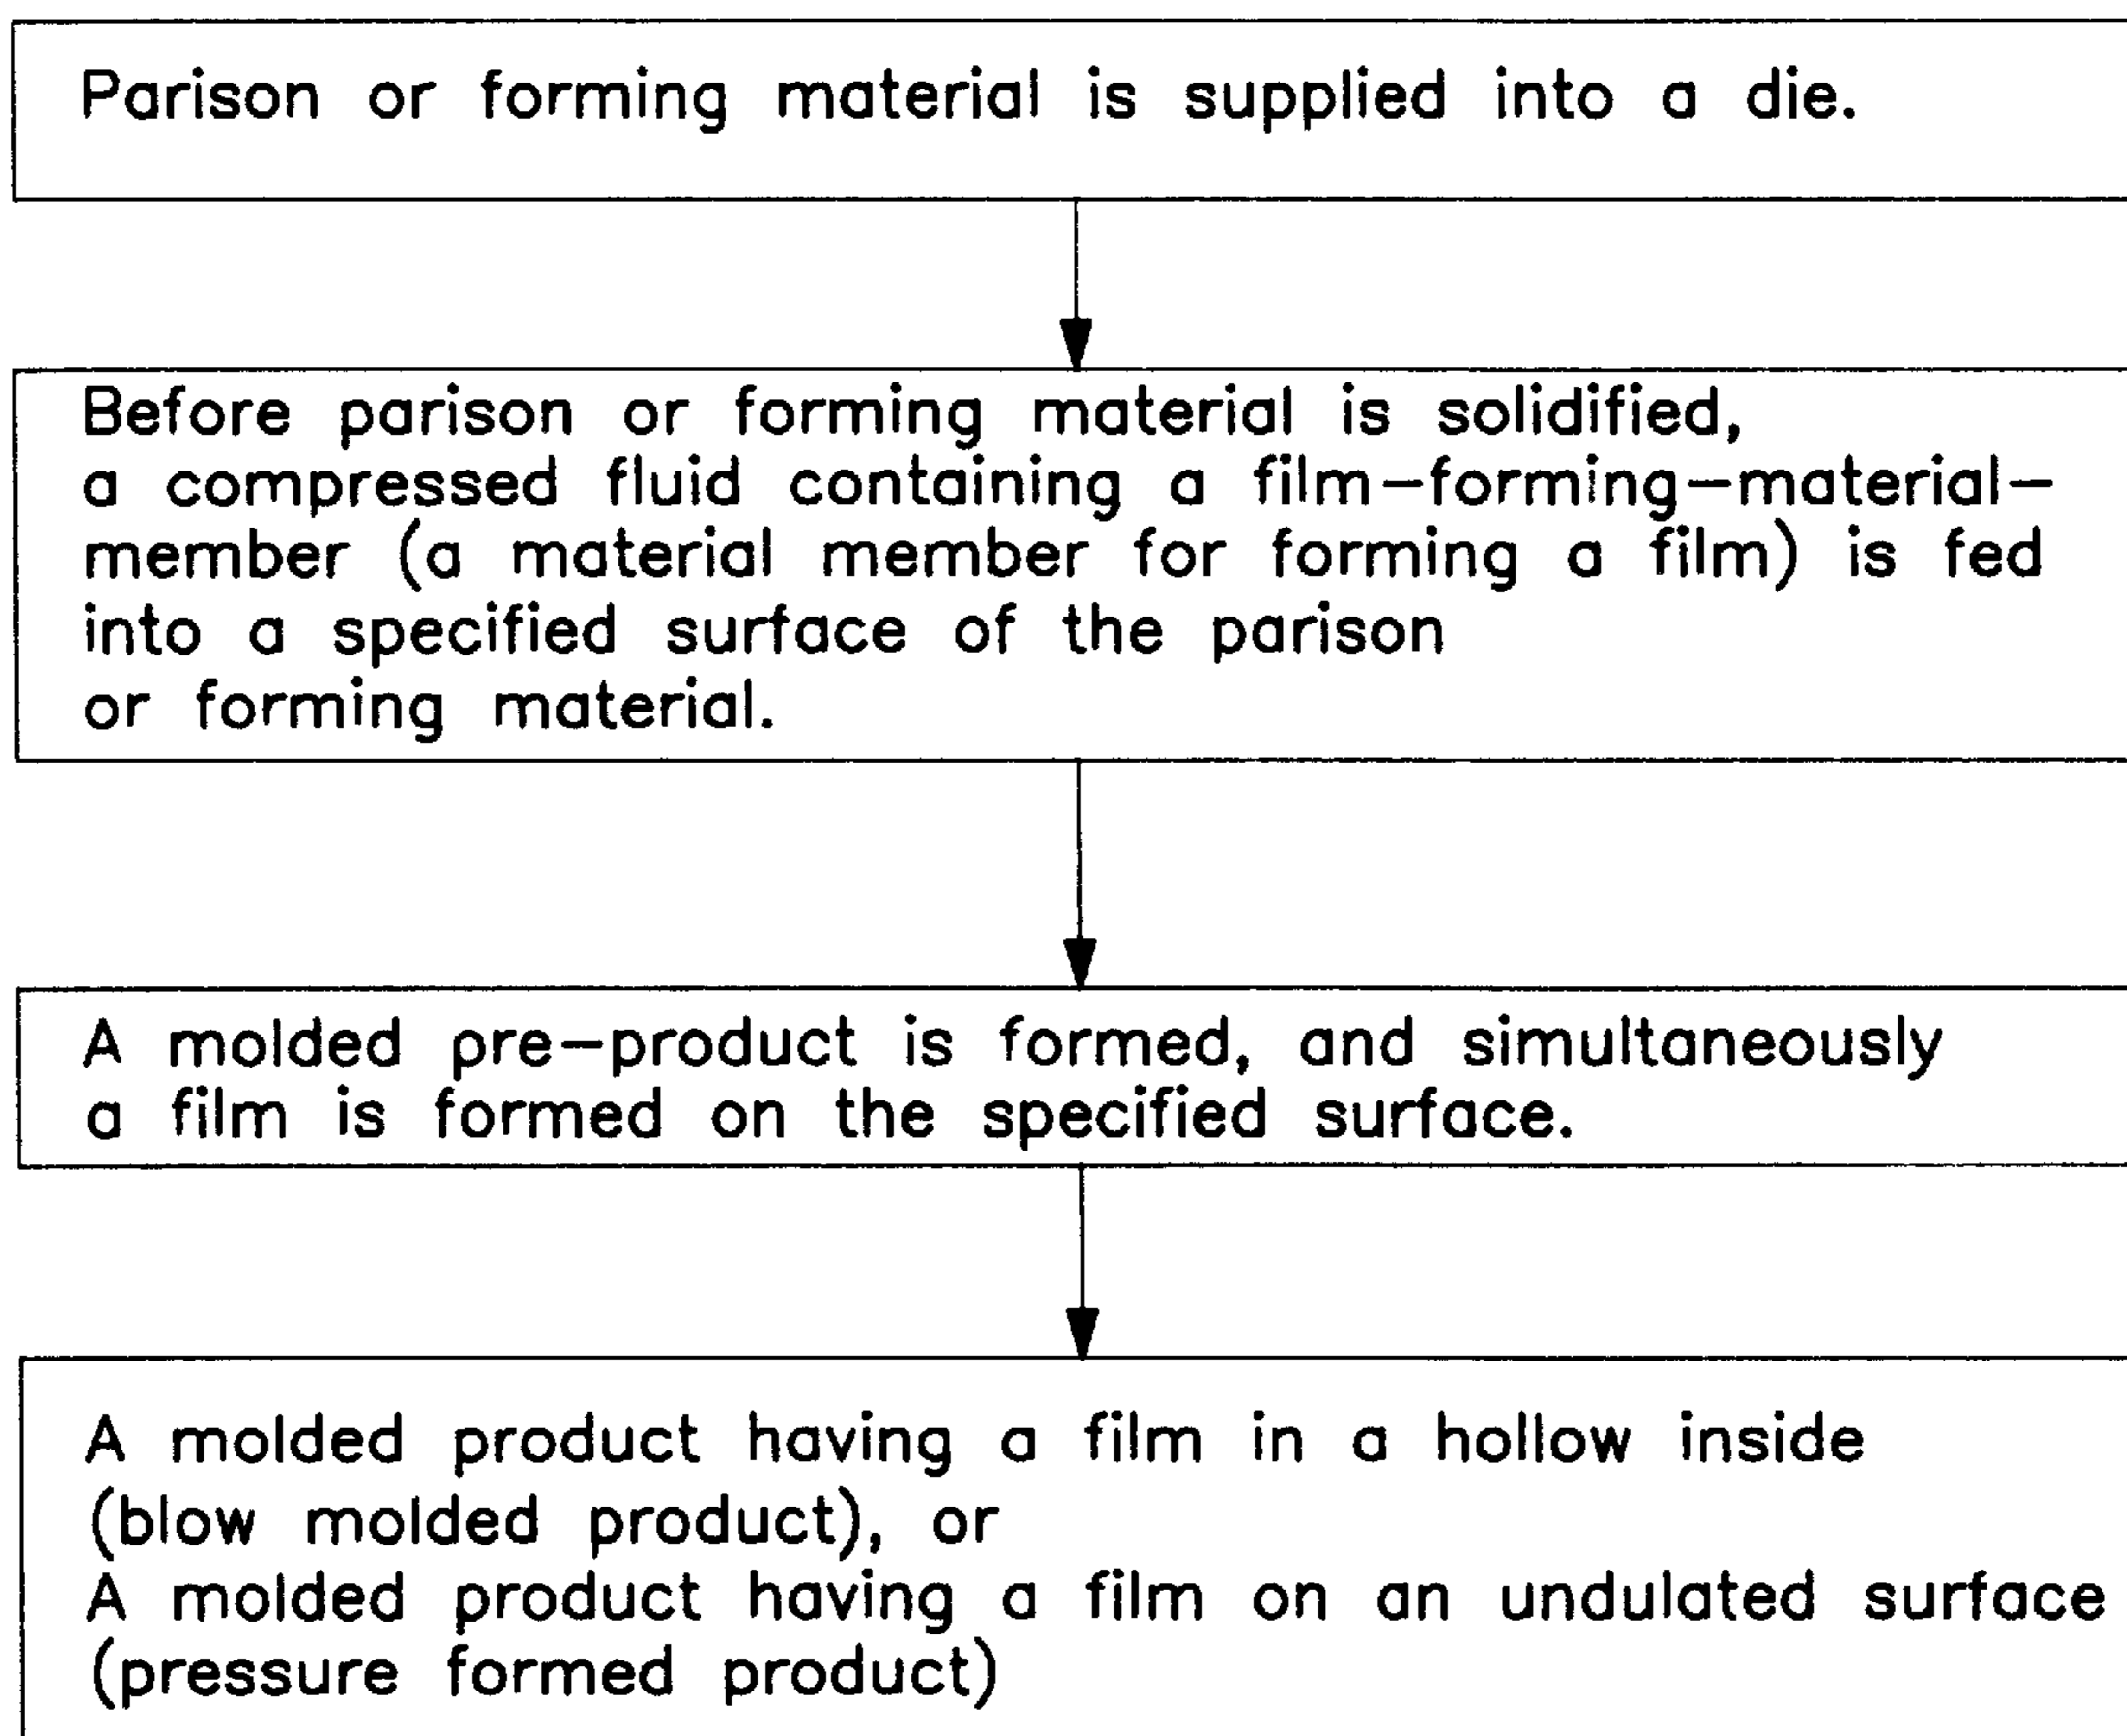 Parison or forming material is supplied into a die.
Before parison or forming material is solidified,
a compressed fluid containing a film-forming-material-
member (a material member for forming a film) is fed
into a specified surface of the parison
or forming material.
A molded pre-product is formed, and simultaneously
a film is formed on the specified surface.
A molded product having a film in a hollow inside
(blow molded product), or
A molded product having a film on an undulated surface
(pressure formed product)